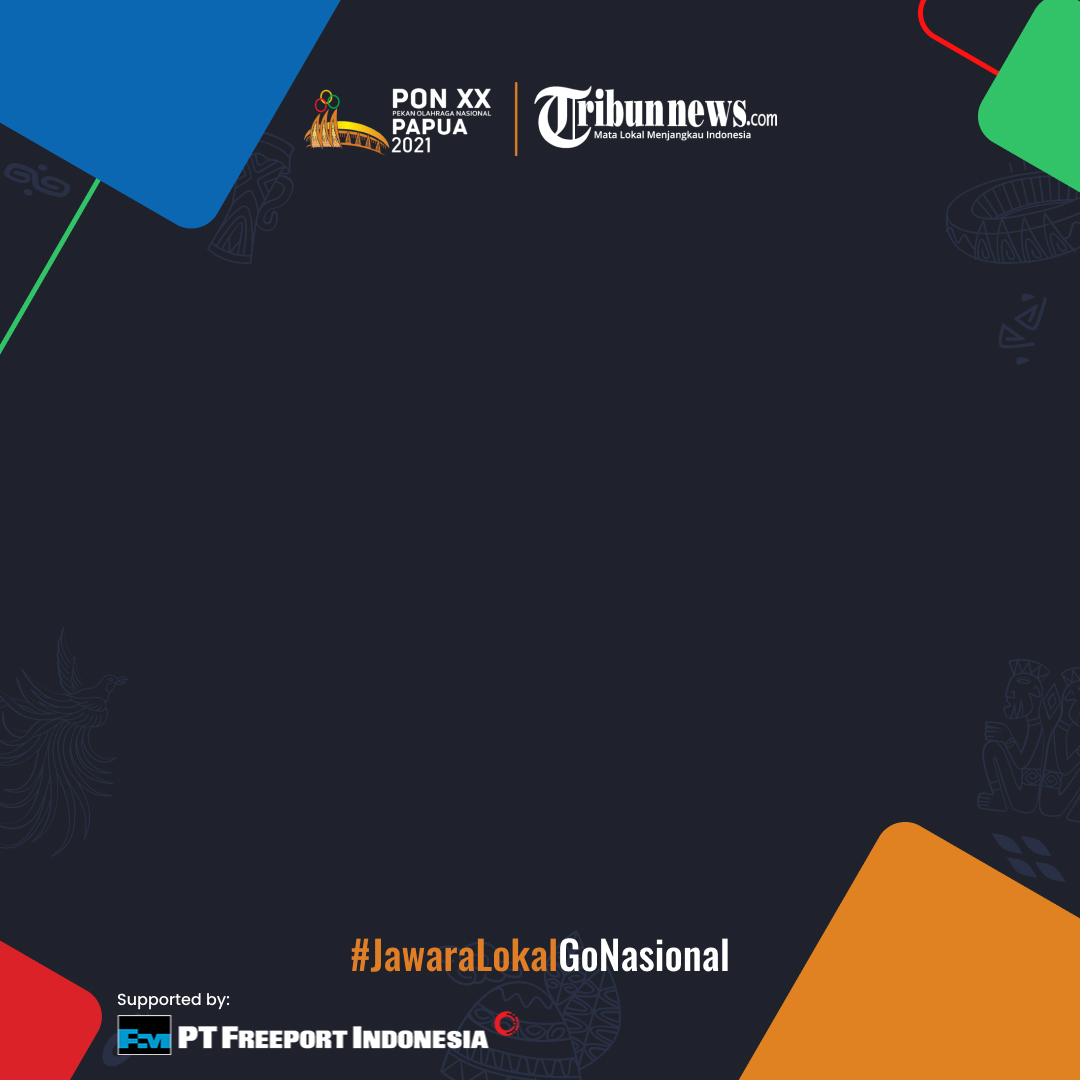 PON XX
PEKAN OLAHRAGA NASIONAL
PAPUA
2021
Tribunnews.com
Mata Lokal Menjangkau Indonesia
#JawaraLokalGoNasional
Supported by:
FCM PT FREEPORT INDONESIA